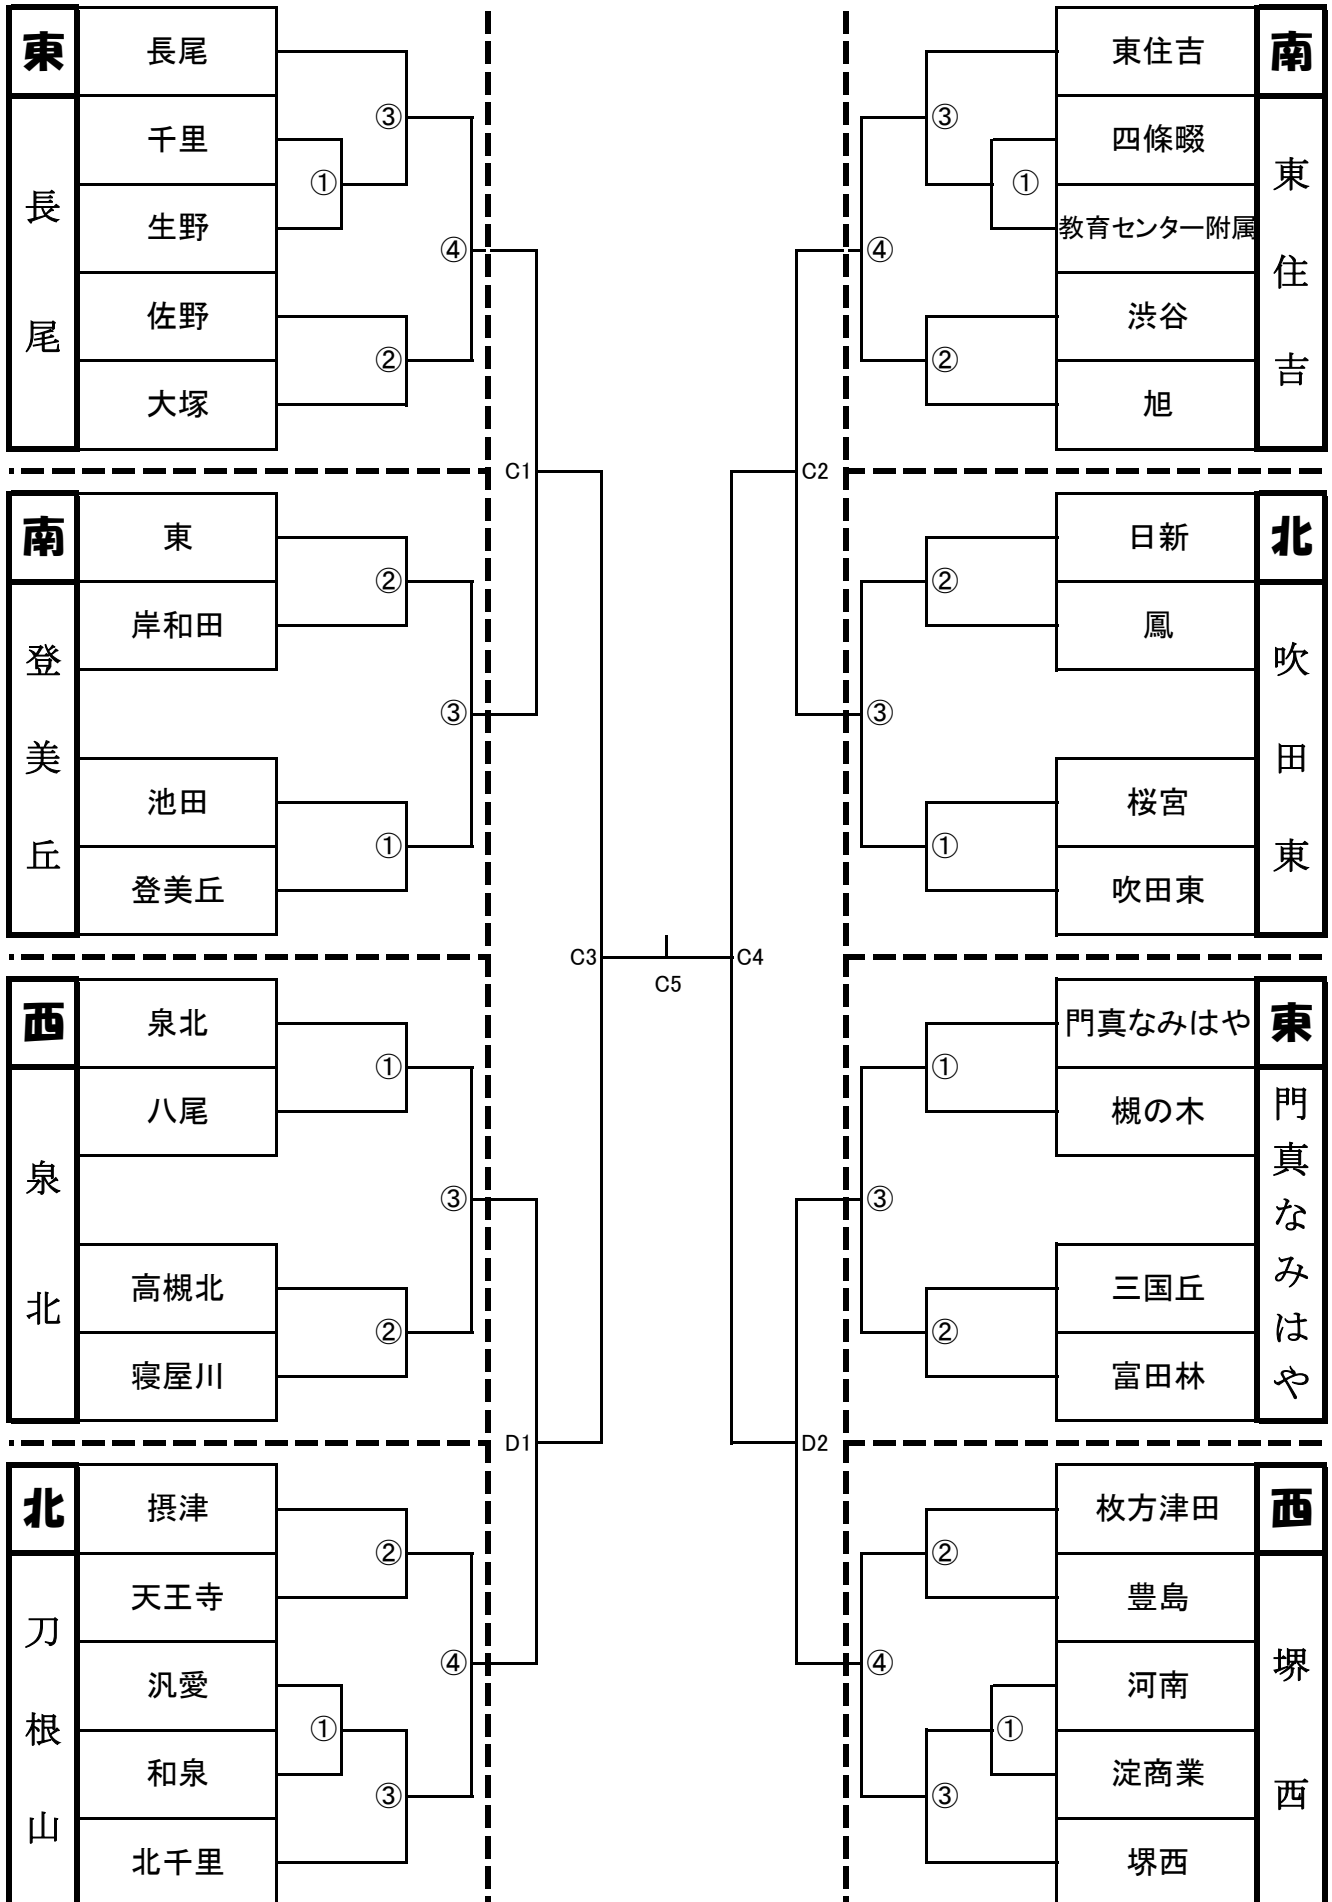 東
長尾
長尾
千里
生野
佐野
大塚
③
①
④
②
南
登美丘
東
岸和田
池田
登美丘
②
③
①
西
泉北
泉北
八尾
高槻北
寝屋川
①
③
②
北
刀根山
摂津
天王寺
汎愛
和泉
北千里
②
④
①
③
C1
C3
D1
C5
C2
C4
D2
南
東住吉
東住吉
四條畷
教育センター附属
渋谷
旭
③
①
④
②
北
吹田東
日新
鳳
桜宮
吹田東
②
③
①
東
門真なみはや
門真なみはや
槻の木
三国丘
富田林
①
③
②
西
堺西
枚方津田
豊島
河南
淀商業
堺西
②
④
①
③